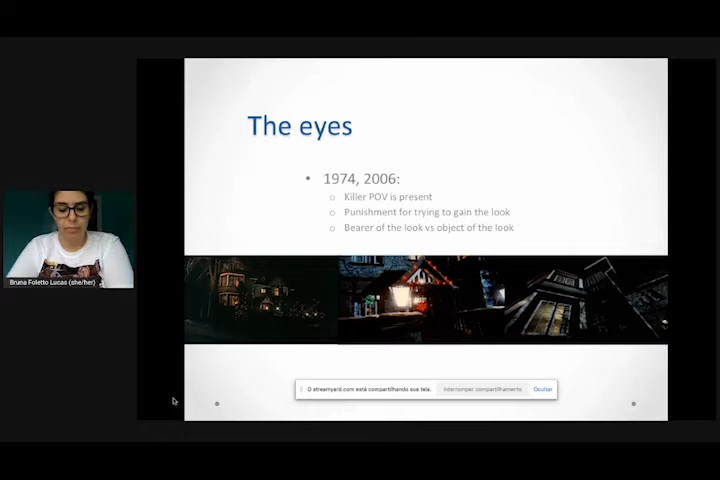 The eyes
• 1974, 2006:
o Killer POV is present
o Punishment for trying to gain the look
o Bearer of the look vs object of the look
Bruna Foletto Lucas (she/her)
O streamyard.com está compartilhando sua tela.
Interromper compartilhamento
Ocultar